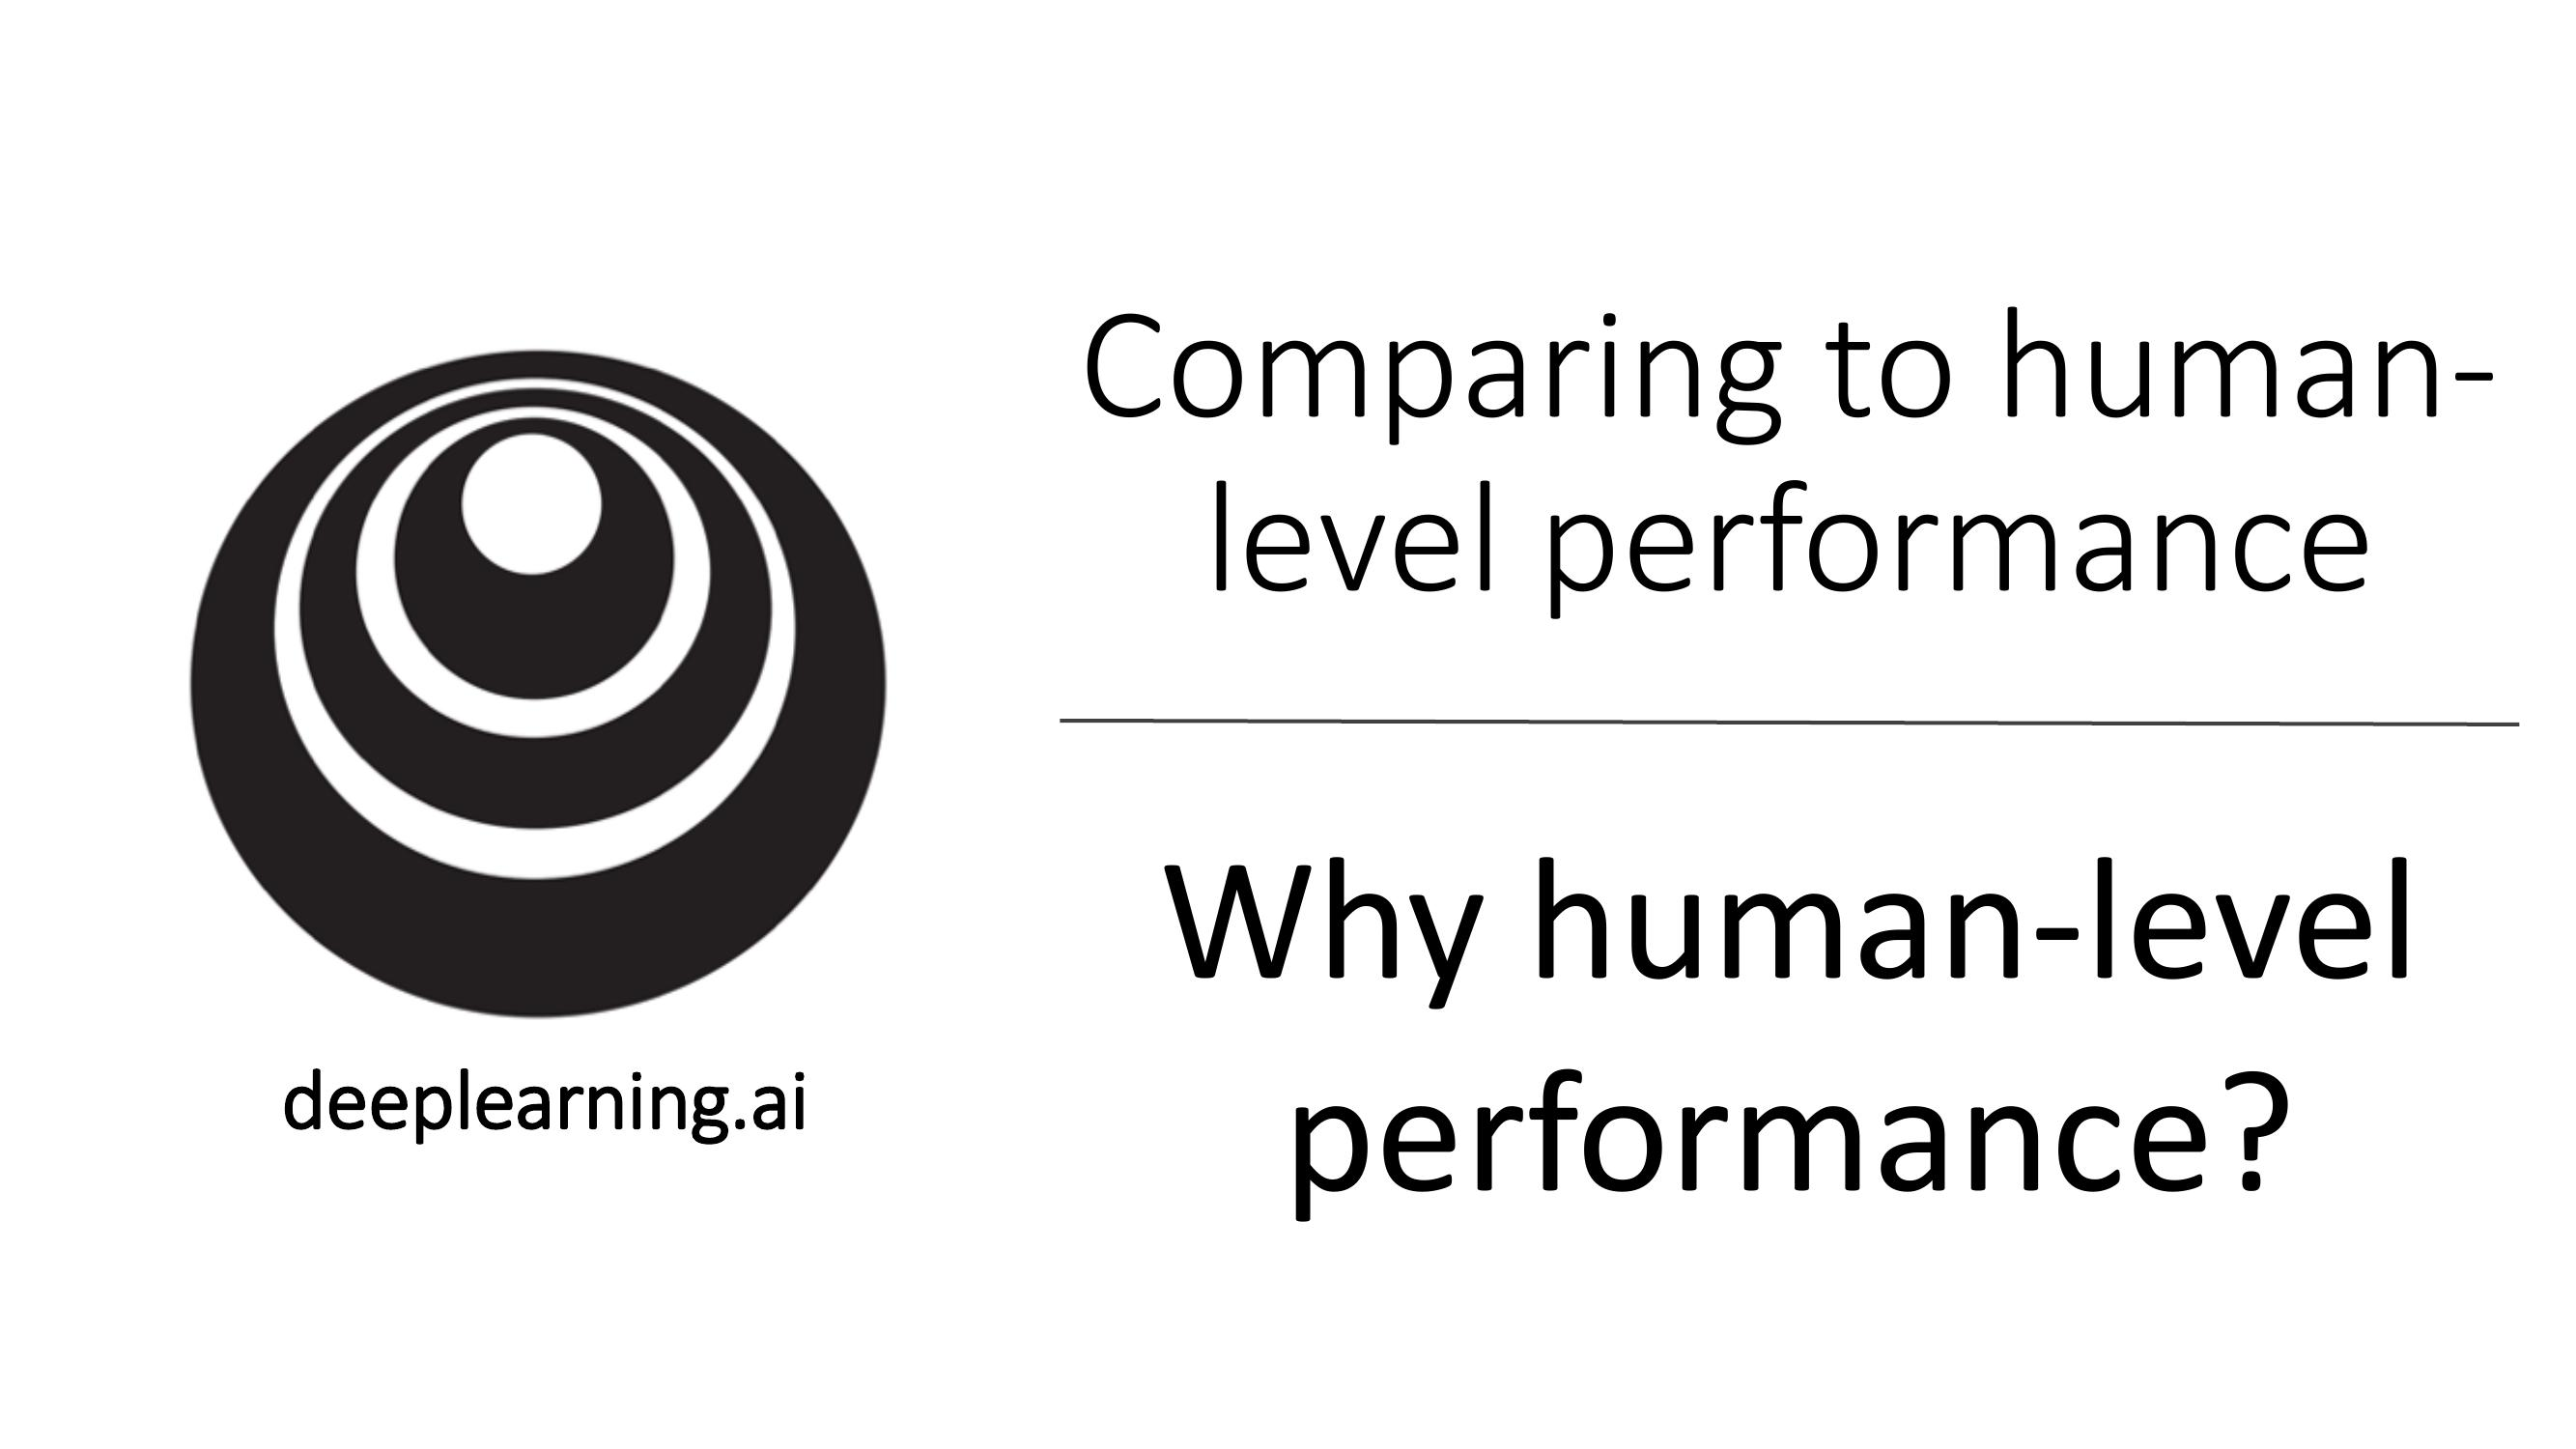 Comparing to human-
level performance
Why human-level
performance?
deeplearning.ai